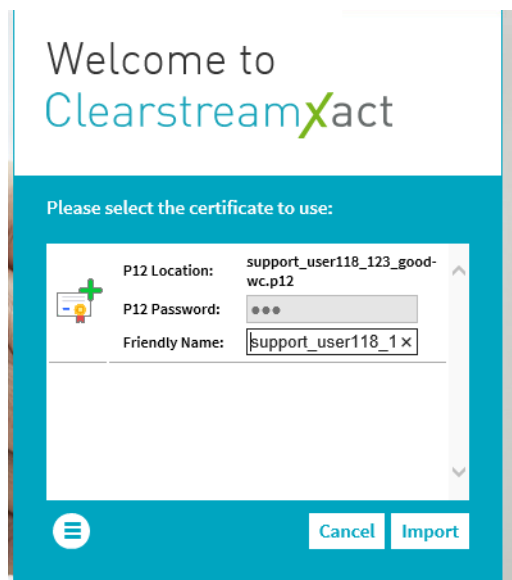 Welcome to
ClearstreamXact
Please select the certificate to use:
P12 Location: support_user118_123_good-
wc.p12
P12 Password: ●●●
Friendly Name: support_user118_1 ×
Cancel Import